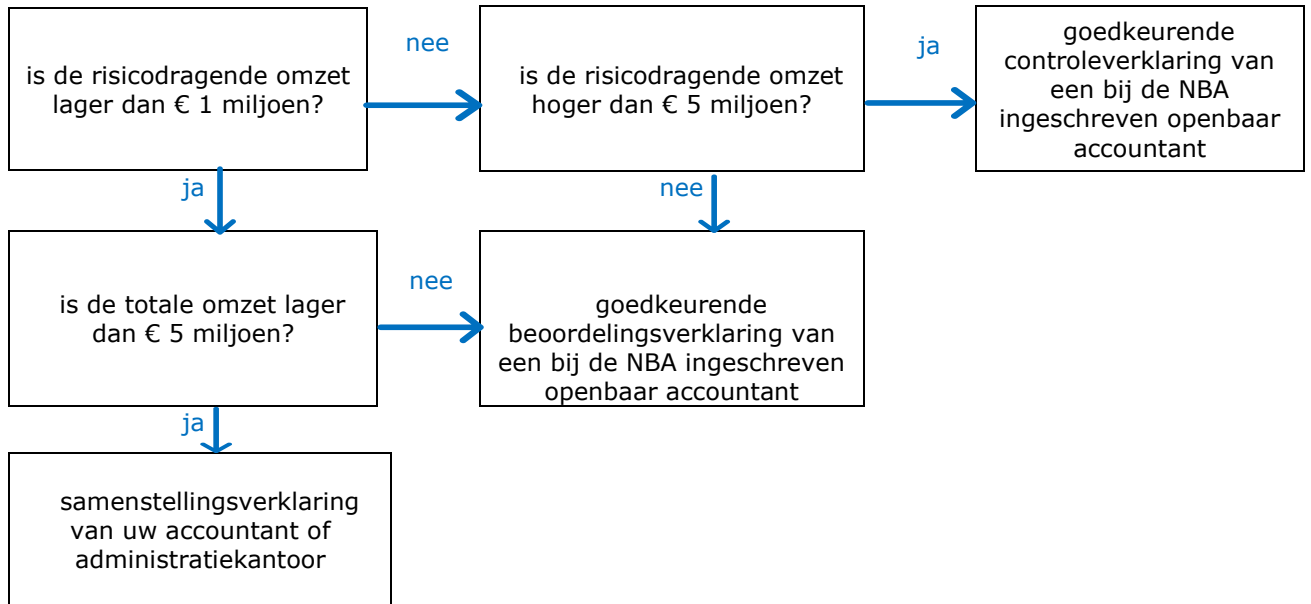 is de risicodragende omzet
lager dan € 1 miljoen?
nee
is de risicodragende omzet
hoger dan € 5 miljoen?
ja
goedkeurende
controleverklaring van
een bij de NBA
ingeschreven openbaar
accountant
ja
nee
is de totale omzet lager
dan € 5 miljoen?
nee
goedkeurende
beoordelingsverklaring van
een bij de NBA ingeschreven
openbaar accountant
ja
samenstellingsverklaring
van uw accountant of
administratiekantoor